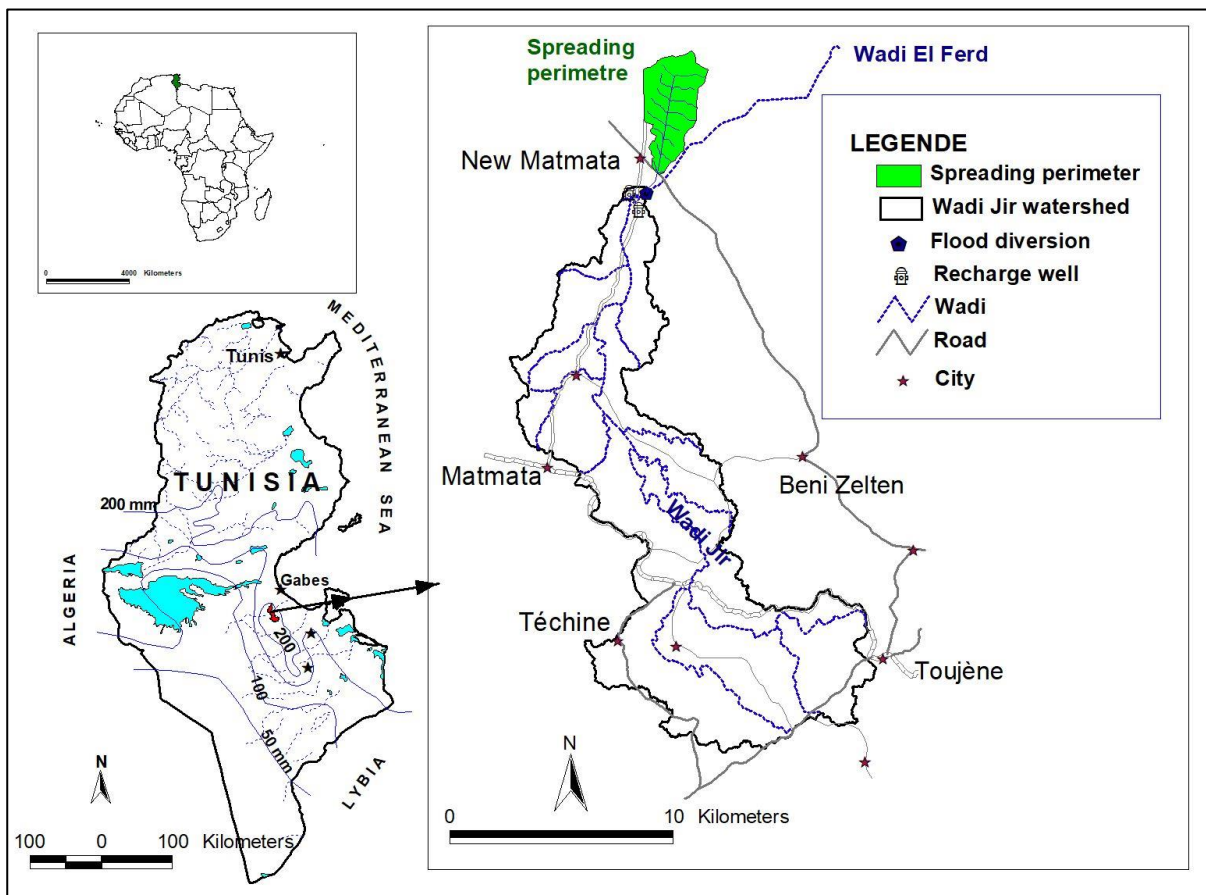 0 4000 Kilometers
MEDITERRANEAN SEA
Tunis
TUNISIA
200 mm
ALGERIA
Gabes
200
100
50 mm
LYBIA
N
100 0 100 Kilometers
Spreading
perimetre
Wadi El Ferd
New Matmata
LEGENDE
Spreading perimeter
Wadi Jir watershed
Flood diversion
Recharge well
Wadi
Road
City
Matmata
Beni Zelten
Wadi Jir
Téchine
Toujène
N
0 10
Kilometers